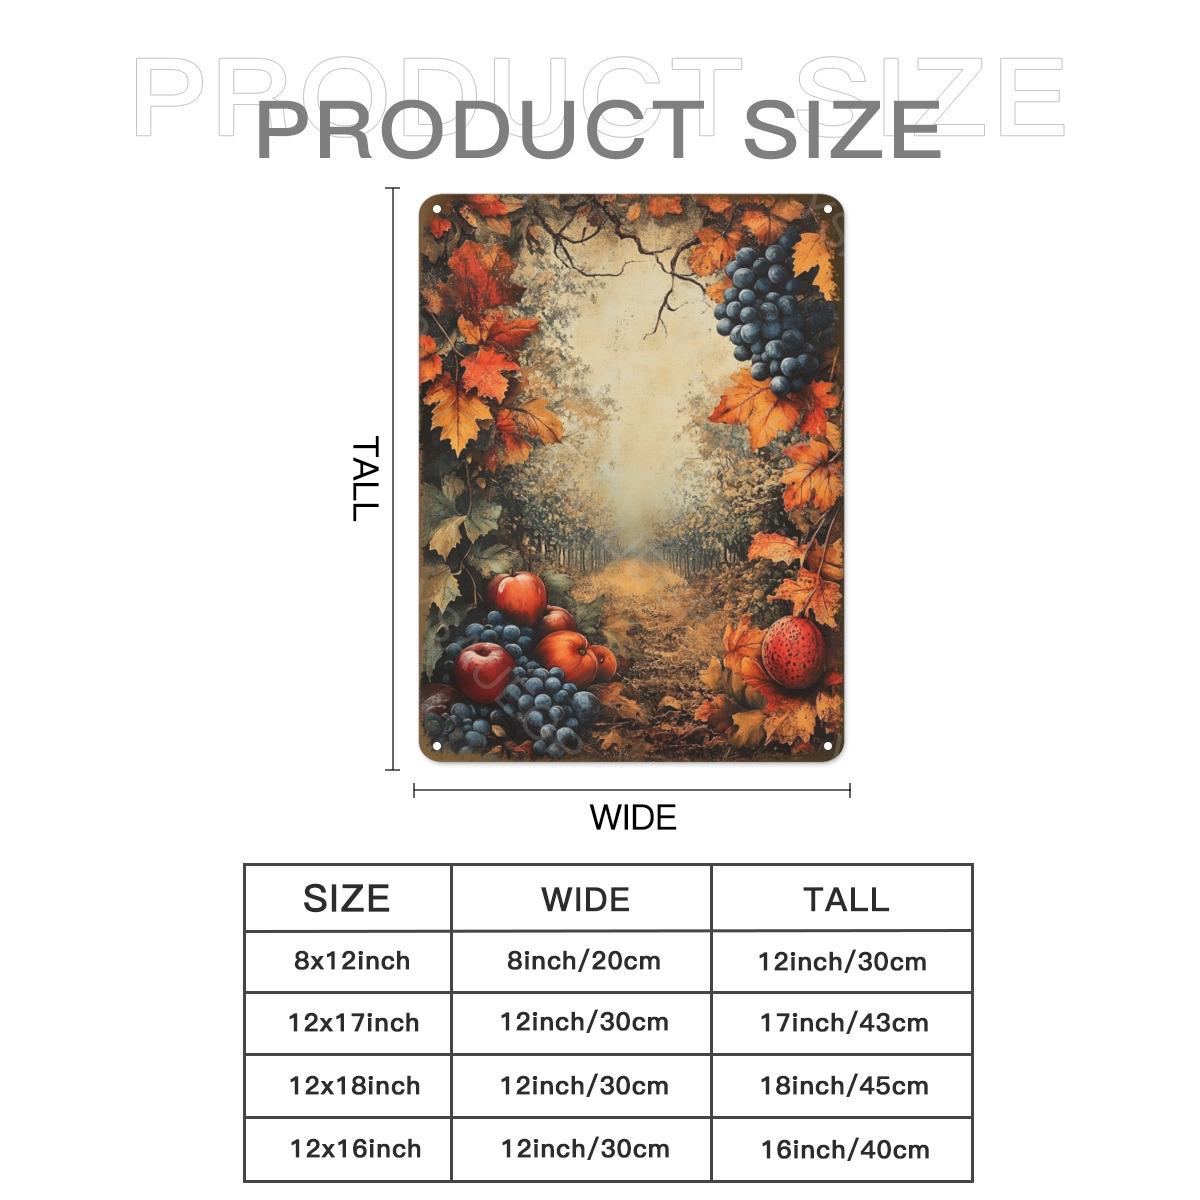 PRODUCT SIZE
PRODUCT SIZE
TALL
WIDE
SIZE WIDE TALL
8x12inch 8inch/20cm 12inch/30cm
12x17inch 12inch/30cm 17inch/43cm
12x18inch 12inch/30cm 18inch/45cm
12x16inch 12inch/30cm 16inch/40cm